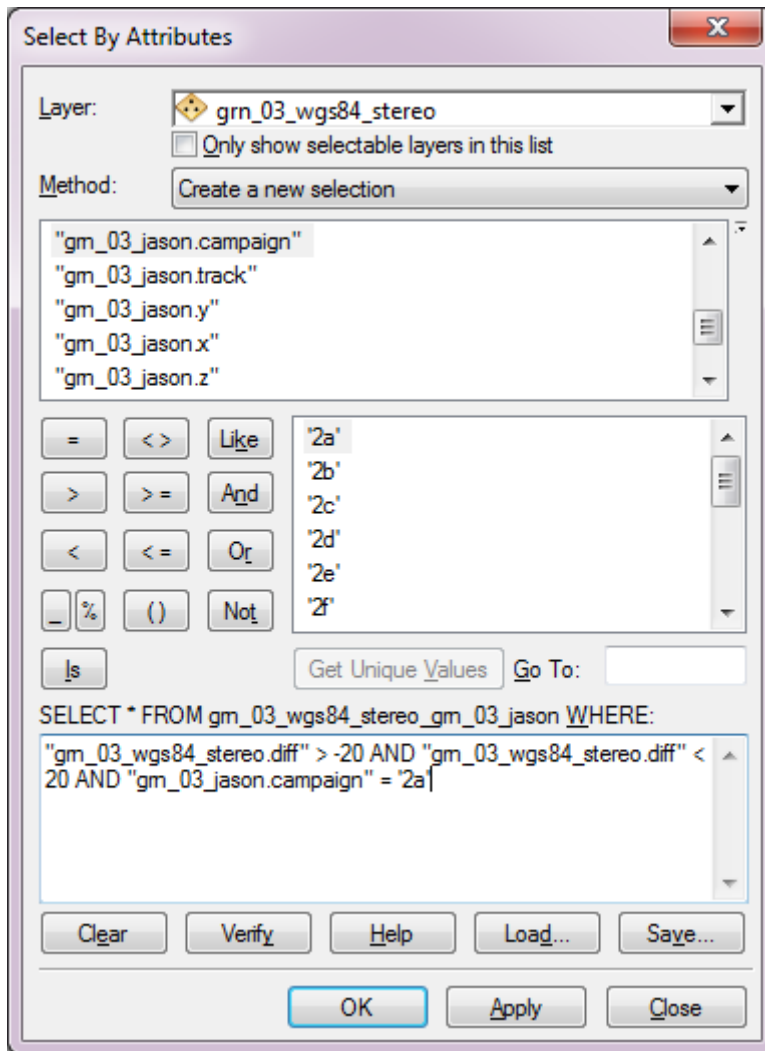 Select By Attributes
Layer:
grn_03_wgs84_stereo
Only show selectable layers in this list
Method:
Create a new selection
"grn_03_jason.campaign"
"grn_03_jason.track"
"grn_03_jason.y"
"grn_03_jason.x"
"grn_03_jason.z"
= < > Like
> > = And
< < = Or
_ % ( ) Not
Is
'2a'
'2b'
'2c'
'2d'
'2e'
'2f'
Get Unique Values Go To:
SELECT * FROM grn_03_wgs84_stereo_grn_03_jason WHERE:
"grn_03_wgs84_stereo.diff" > -20 AND "grn_03_wgs84_stereo.diff" <
20 AND "grn_03_jason.campaign" = '2a'
Clear Verify Help Load... Save...
OK Apply Close